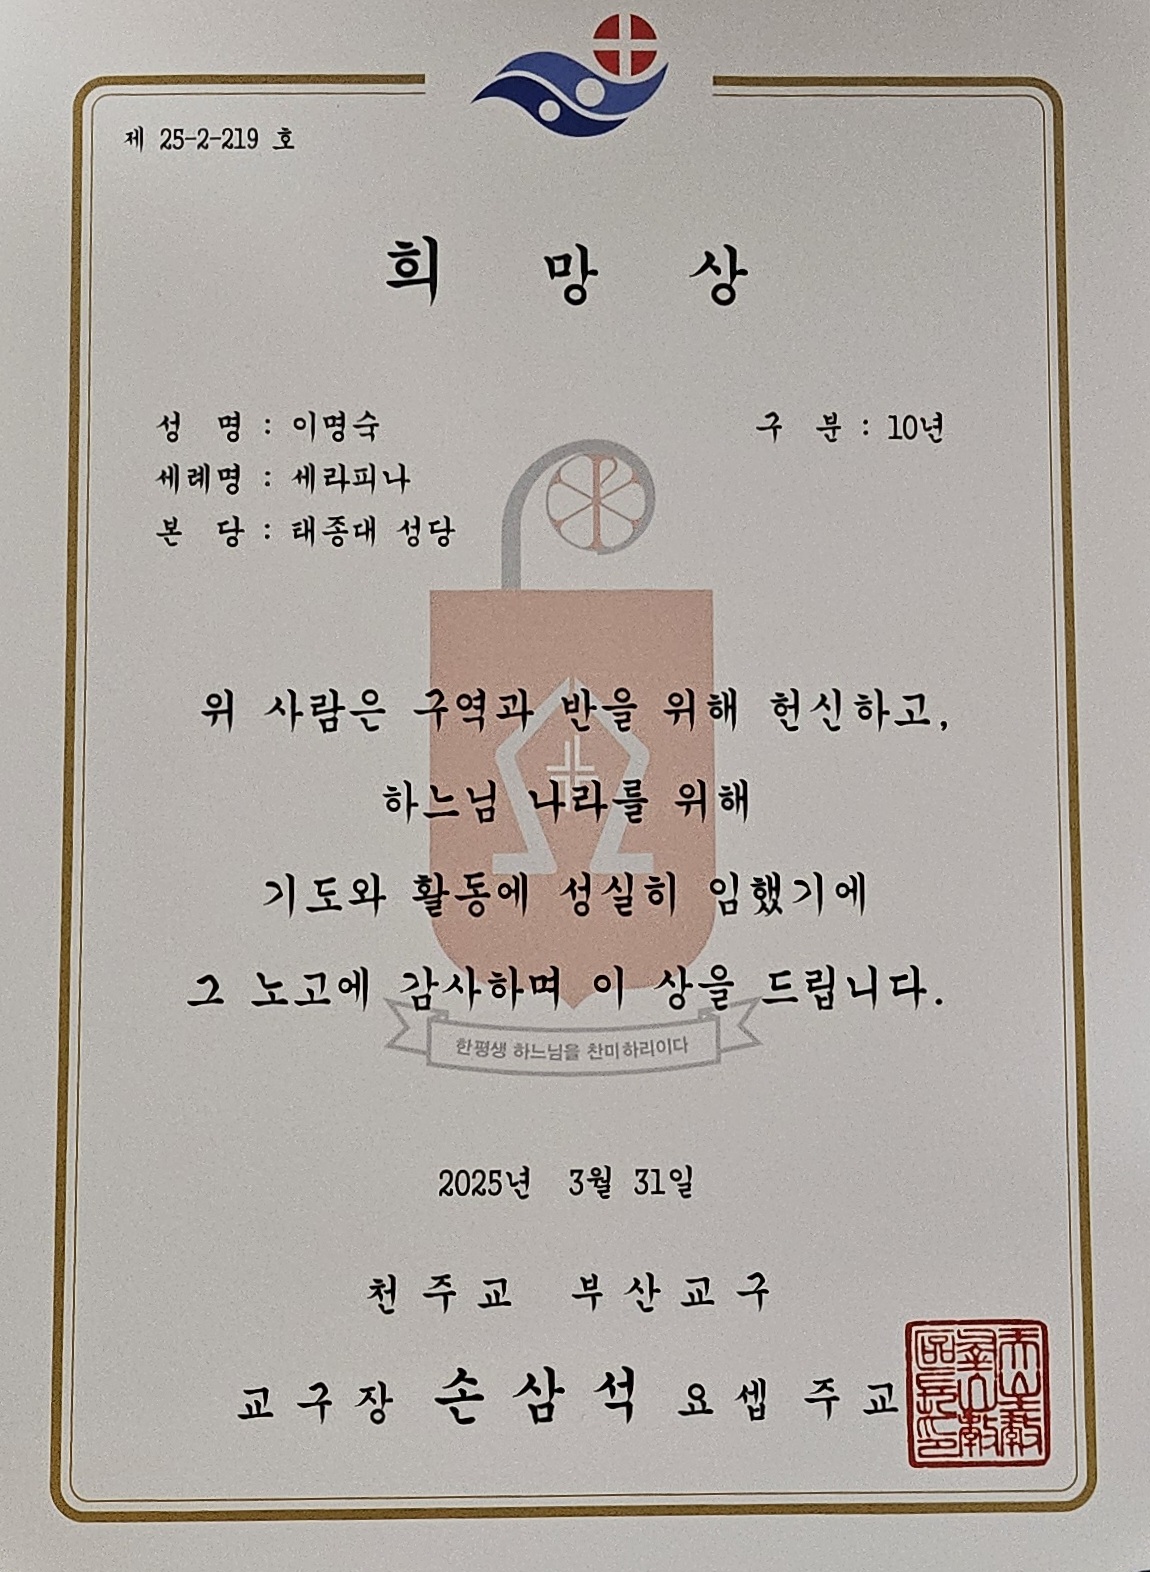 제 25-2-219 호
희 망 상
성 명 : 이명숙
구 분 : 10년
세례명 : 세라피나
본 당 : 태종대 성당
위 사람은 구역과 반을 위해 헌신하고,
하느님 나라를 위해
기도와 활동에 성실히 임했기에
그 노고에 감사하며 이 상을 드립니다.
한평생 하느님을 찬미하리이다
2025년 3월 31일
천 주 교 부 산 교 구
교 구 장 손 삼 석 요 셉 주 교